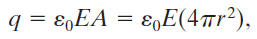 q = ε₀EA = ε₀E(4πr²),